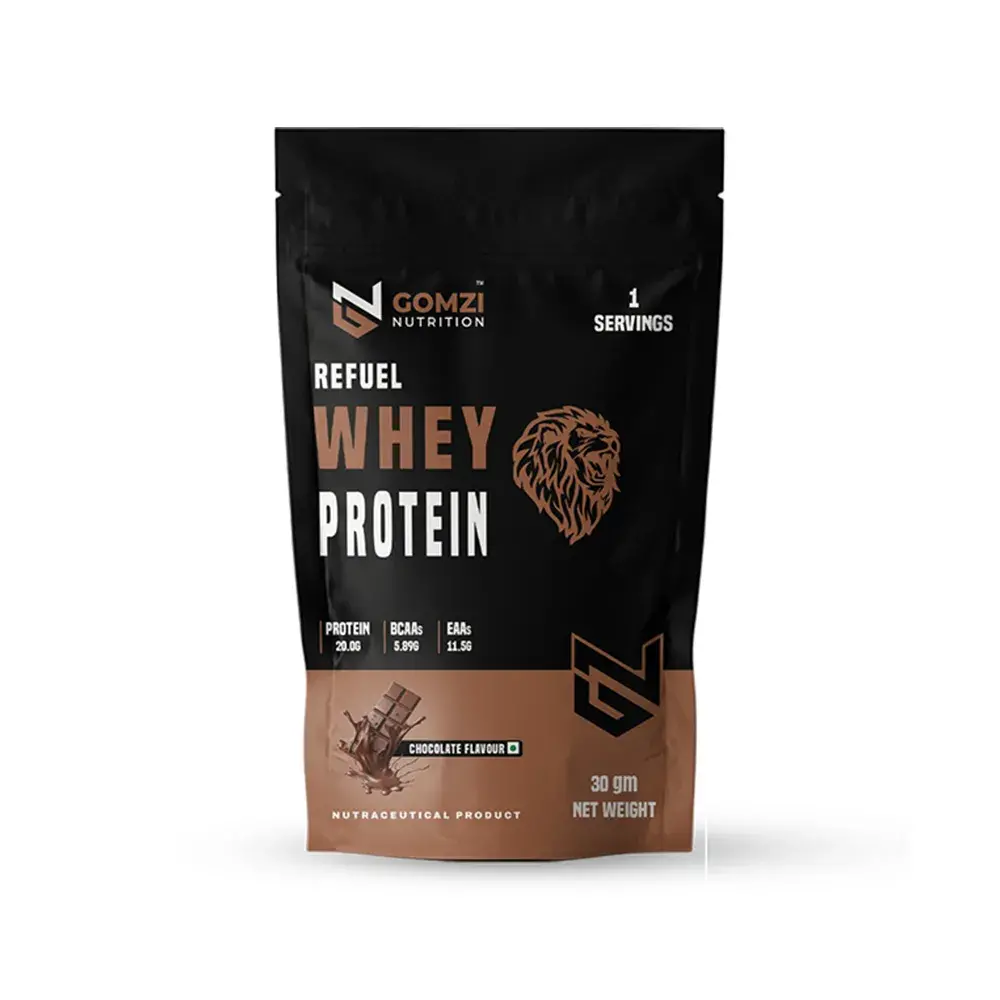 GOMZI™
NUTRITION
1
SERVINGS
REFUEL
WHEY
PROTEIN
PROTEIN
20.0G
BCAAs
5.89G
EAAs
11.5G
CHOCOLATE FLAVOUR
NUTRACEUTICAL PRODUCT
30 gm
NET WEIGHT